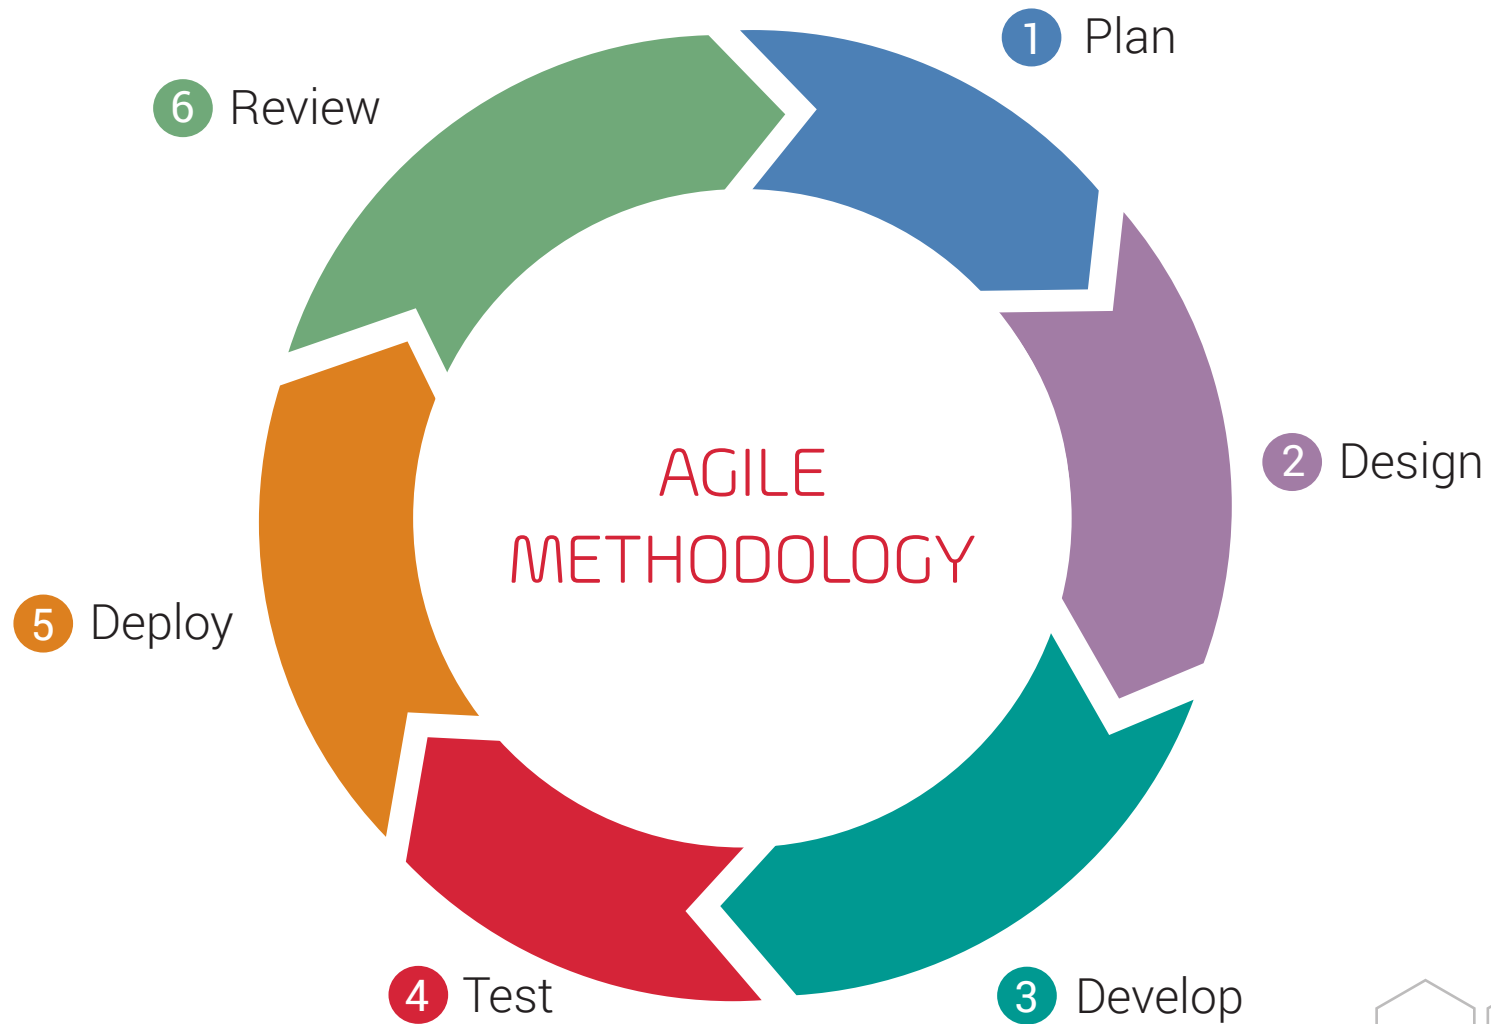 1 Plan
6 Review
AGILE
METHODOLOGY
2 Design
5 Deploy
4 Test
3 Develop